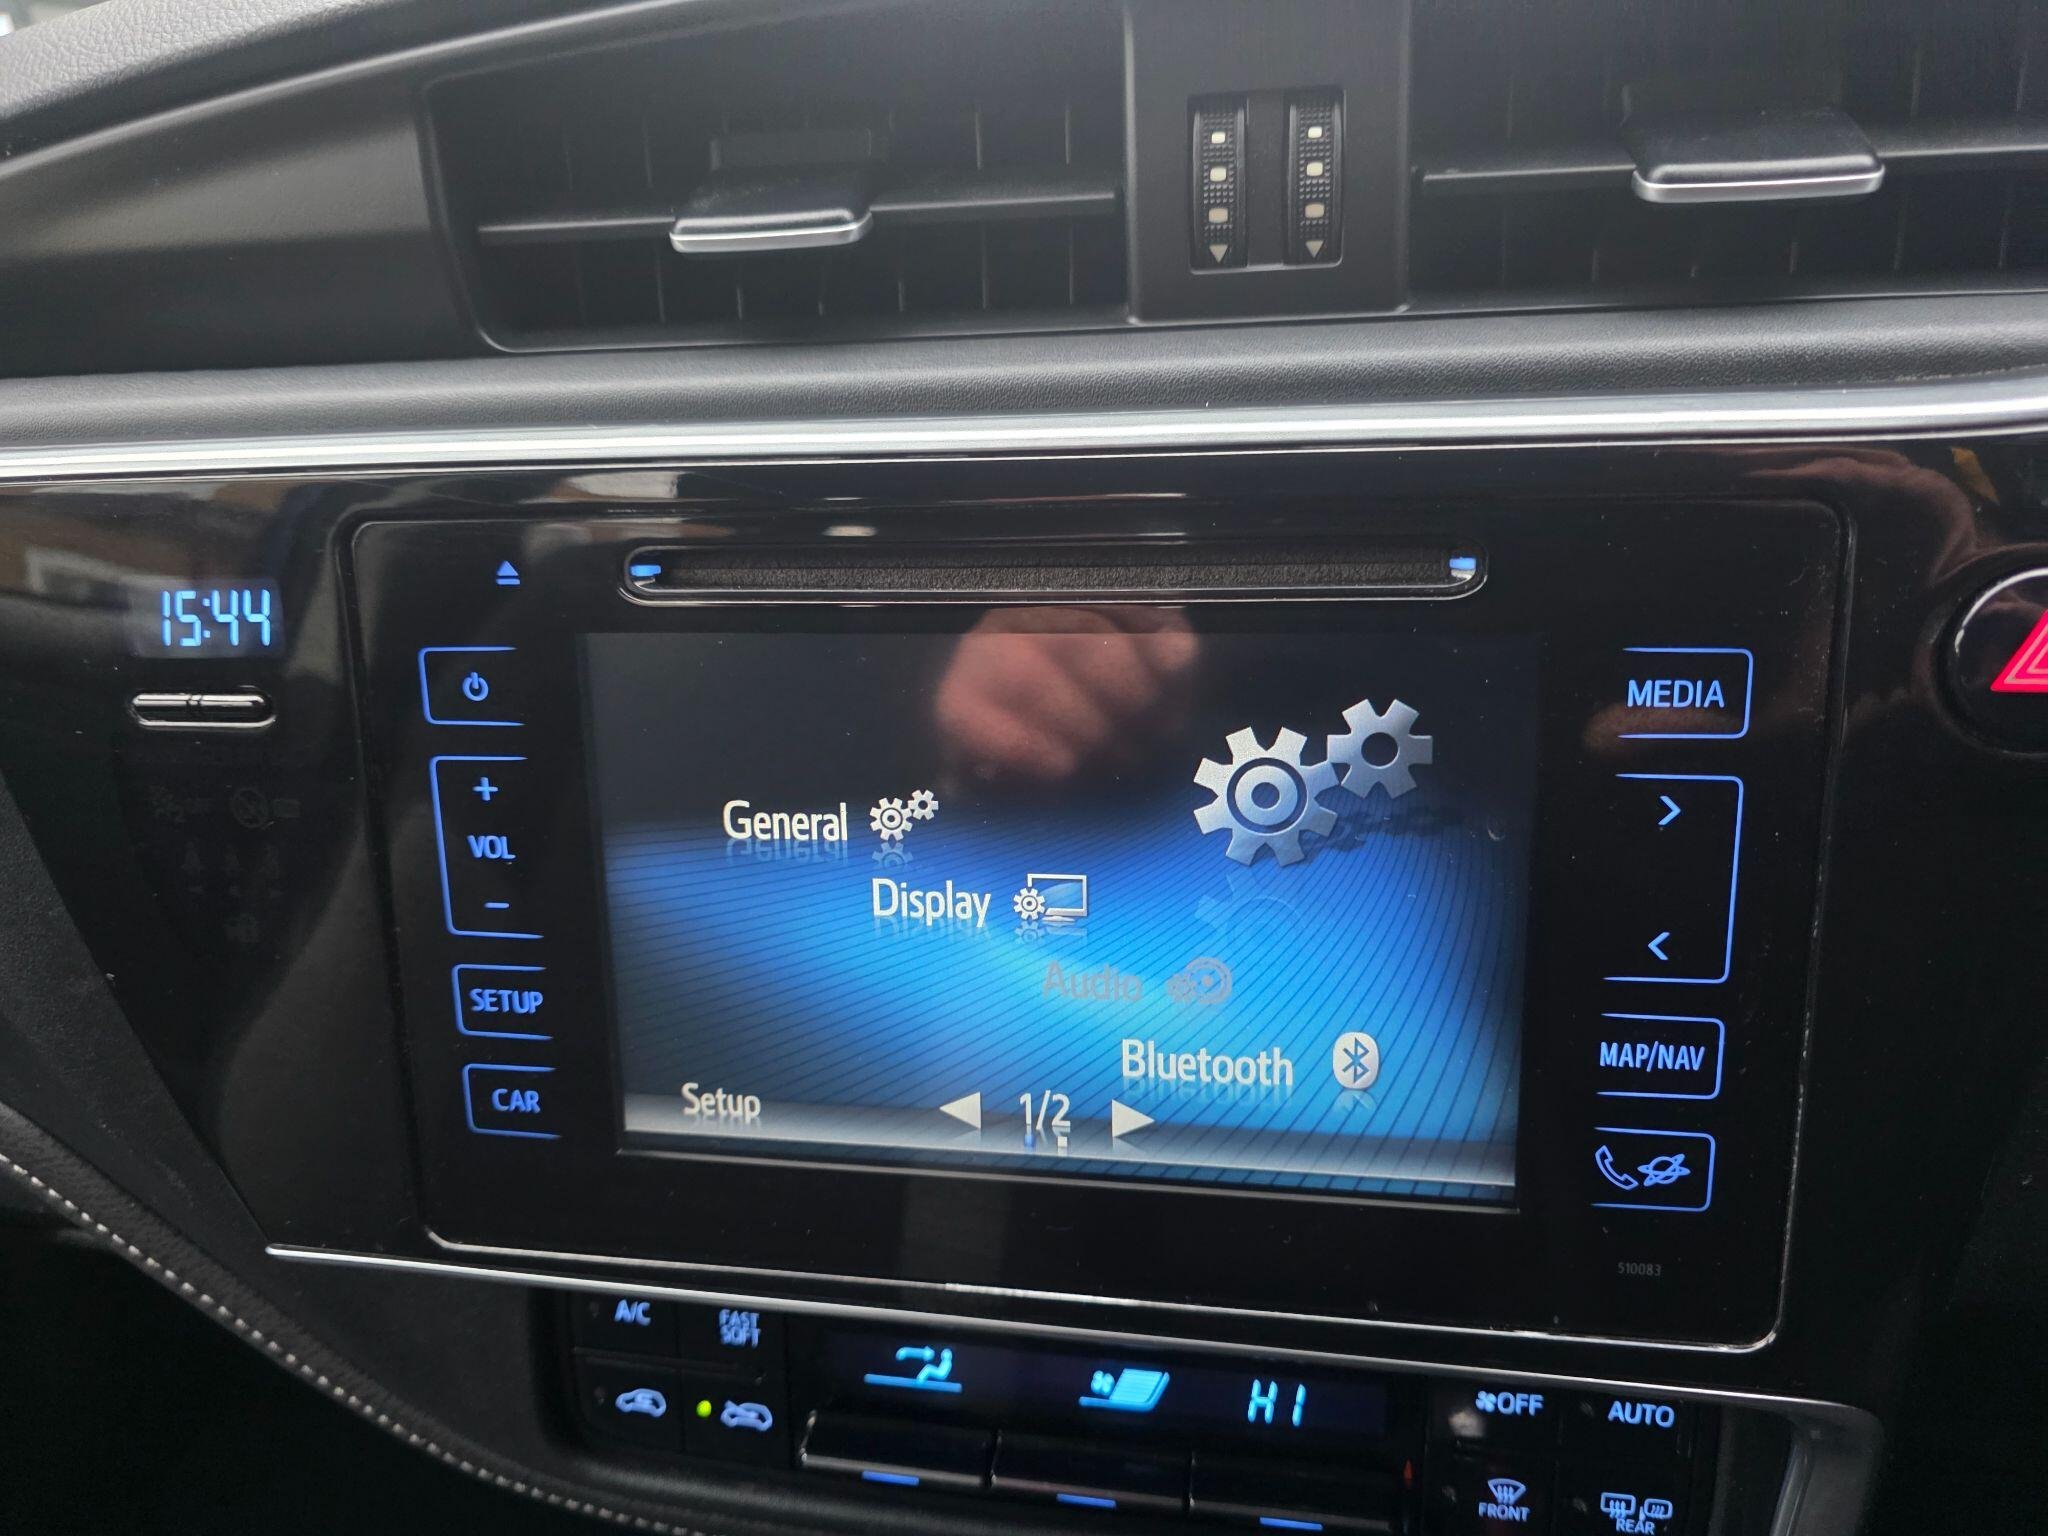 15:44
MEDIA
+
VOL
-
General
Display
Audio
SETUP
Bluetooth
MAP/NAV
CAR
Setup
1/2
510083
A/C
FAST
SOFT
HI
OFF
AUTO
FRONT
REAR